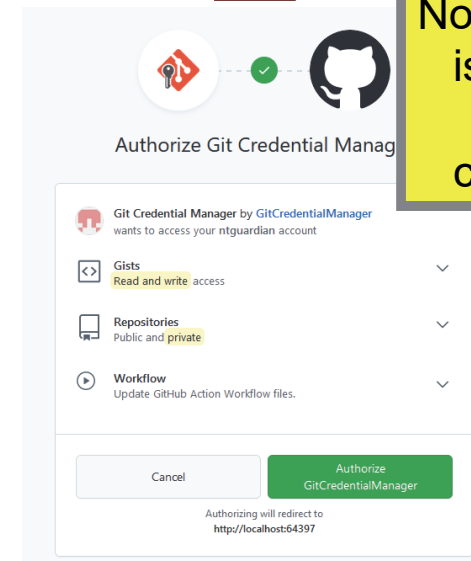 No
Authorize Git Credential Manag
Git Credential Manager by GitCredentialManager
wants to access your ntguardian account
Gists
Read and write access
Repositories
Public and private
Workflow
Update GitHub Action Workflow files.
Cancel
Authorize
GitCredentialManager
Authorizing will redirect to
http://localhost:64397